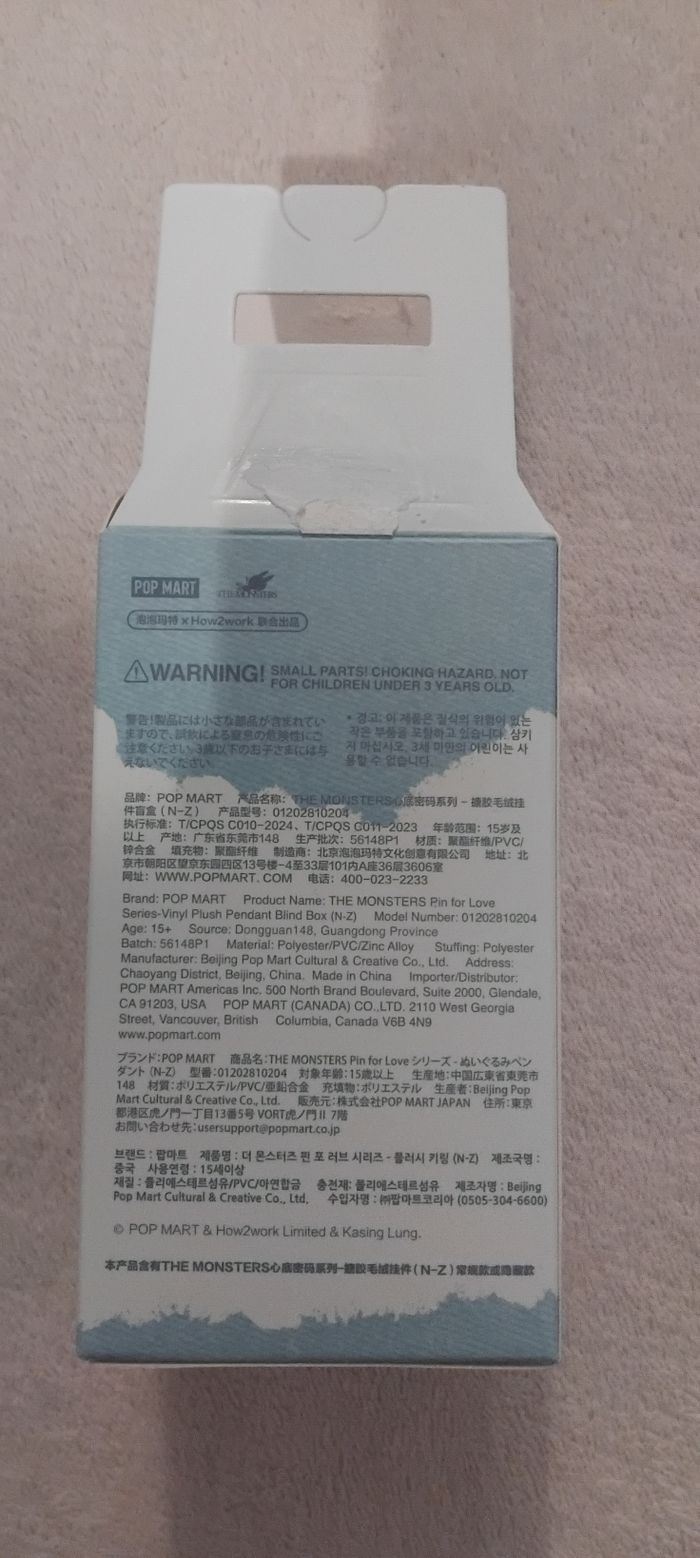 POP MART THE MONSTERS
泡泡玛特 x How2work 联合出品
WARNING! SMALL PARTS! CHOKING HAZARD. NOT
FOR CHILDREN UNDER 3 YEARS OLD.
警告!製品には小さな部品が含まれてい
ますので、誤飲による窒息の危険性にご
注意ください。3歳以下のお子さまには与
えないでください。
• 경고: 이 제품은 질식의 위험이 있는
작은 부품을 포함하고 있습니다. 삼키
지 마십시오, 3세 미만의 어린이는 사
용할 수 없습니다.
品牌：POP MART 产品名称：THE MONSTERS心底密码系列 – 搪胶毛绒挂
件盲盒（N–Z） 产品型号：01202810204
执行标准：T/CPQS C010–2024、T/CPQS C011–2023 年龄范围：15岁及
以上 产地：广东省东莞市148 生产批次：56148P1 材质：聚酯纤维/PVC/
锌合金 填充物：聚酯纤维 制造商：北京泡泡玛特文化创意有限公司 地址：北
京市朝阳区望京东园四区13号楼–4至33层101内A座36层3606室
网址：WWW.POPMART.COM 电话：400–023–2233
Brand: POP MART Product Name: THE MONSTERS Pin for Love
Series-Vinyl Plush Pendant Blind Box (N-Z) Model Number: 01202810204
Age: 15+ Source: Dongguan148, Guangdong Province
Batch: 56148P1 Material: Polyester/PVC/Zinc Alloy Stuffing: Polyester
Manufacturer: Beijing Pop Mart Cultural & Creative Co., Ltd. Address:
Chaoyang District, Beijing, China. Made in China Importer/Distributor:
POP MART Americas Inc. 500 North Brand Boulevard, Suite 2000, Glendale,
CA 91203, USA POP MART (CANADA) CO.,LTD. 2110 West Georgia
Street, Vancouver, British Columbia, Canada V6B 4N9
www.popmart.com
ブランド：POP MART 商品名：THE MONSTERS Pin for Love シリーズ - ぬいぐるみペン
ダント (N-Z) 型番：01202810204 対象年齢：15歳以上 生産地：中国広東省東莞市
148 材質：ポリエステル/PVC/亜鉛合金 充填物：ポリエステル 生産者：Beijing Pop
Mart Cultural & Creative Co., Ltd. 販売元：株式会社POP MART JAPAN 住所：東京
都港区虎ノ門一丁目13番5号 VORT虎ノ門 II 7階
お問い合わせ先：usersupport@popmart.co.jp
브랜드 : 팝마트 제품명 : 더 몬스터즈 핀 포 러브 시리즈 - 플러시 키링 (N-Z) 제조국명 :
중국 사용연령 : 15세이상
재질 : 폴리에스테르섬유/PVC/아연합금 충전재: 폴리에스테르섬유 제조자명 : Beijing
Pop Mart Cultural & Creative Co., Ltd. 수입자명 : ㈜팝마트코리아 (0505-304-6600)
© POP MART & How2work Limited & Kasing Lung.
本产品含有THE MONSTERS心底密码系列–搪胶毛绒挂件（N–Z）常规款或隐藏款